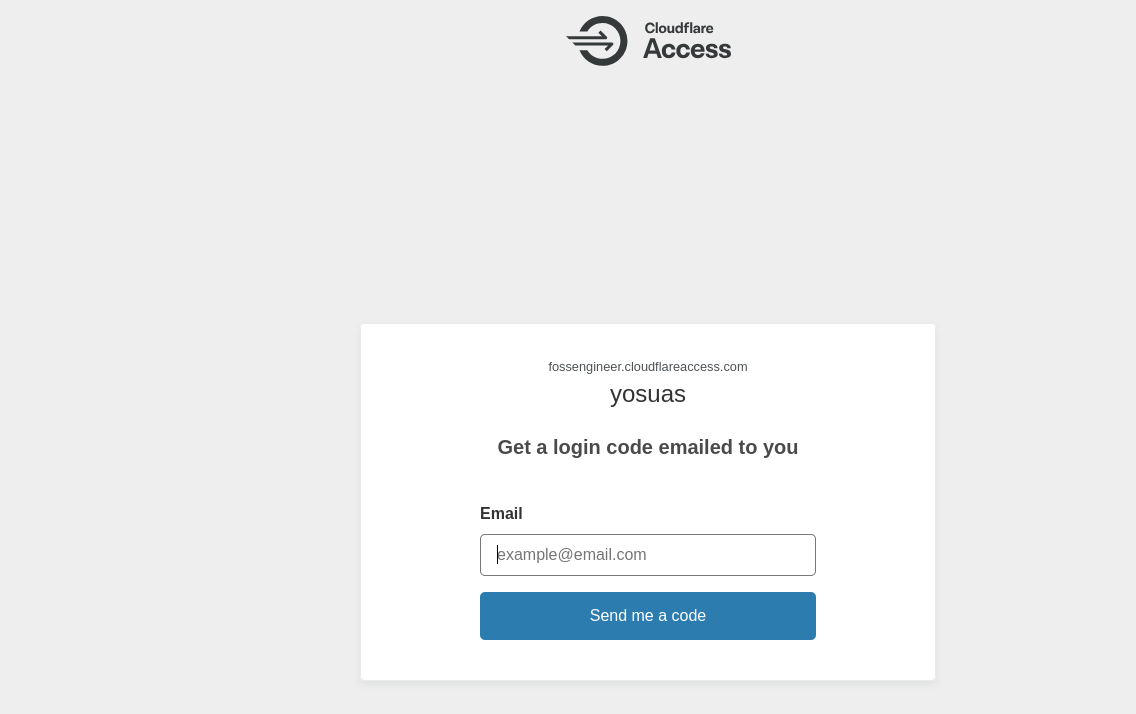 Cloudflare
Access
fossengineer.cloudflareaccess.com
yosuas
Get a login code emailed to you
Email
example@email.com
Send me a code